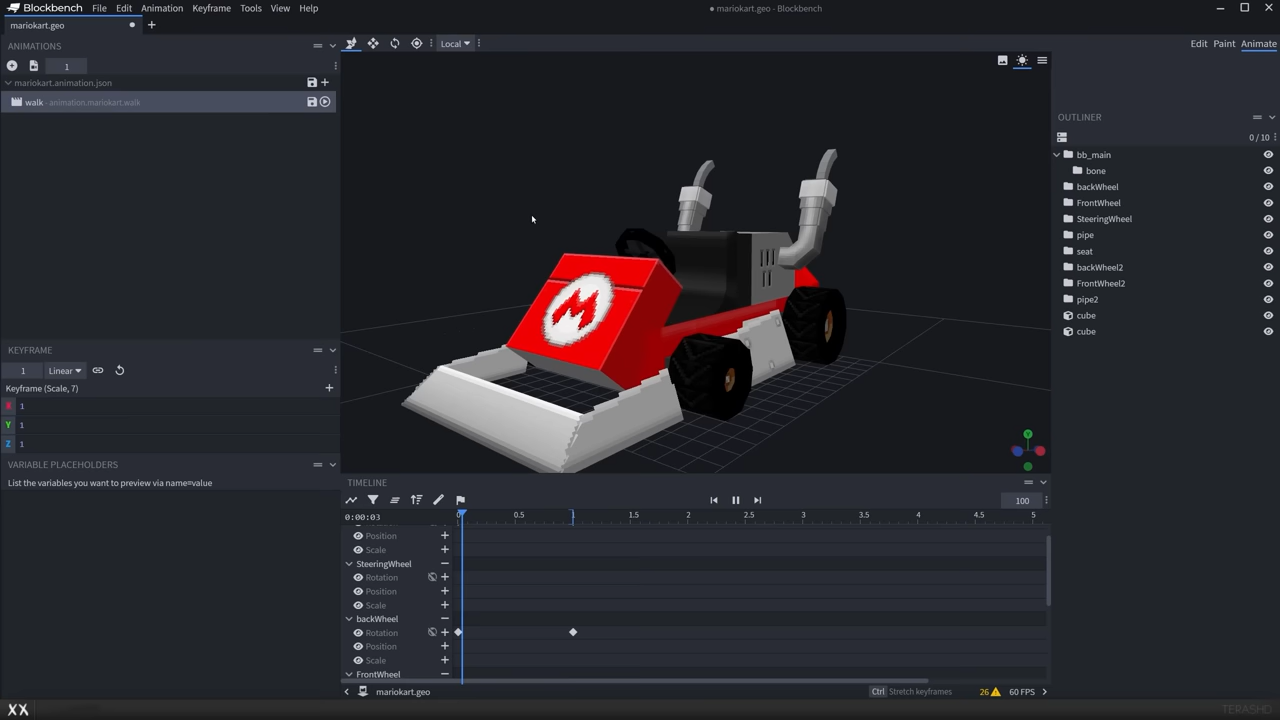 Blockbench File Edit Animation Keyframe Tools View Help
● mariokart.geo - Blockbench
mariokart.geo
ANIMATIONS
1
mariokart.animation.json
walk - animation.mariokart.walk
KEYFRAME
1 Linear
Keyframe (Scale, 7)
X 1
Y 1
Z 1
VARIABLE PLACEHOLDERS
List the variables you want to preview via name=value
Local
M
Y
Edit Paint Animate
OUTLINER
0 / 10
bb_main
bone
backWheel
FrontWheel
SteeringWheel
pipe
seat
backWheel2
FrontWheel2
pipe2
cube
cube
TIMELINE
100
0:00:03
0 0.5 1 1.5 2 2.5 3 3.5 4 4.5 5
Position
Scale
SteeringWheel
Rotation
Position
Scale
backWheel
Rotation
Position
Scale
FrontWheel
mariokart.geo
Ctrl Stretch keyframes 26 60 FPS
XX
TERASHD